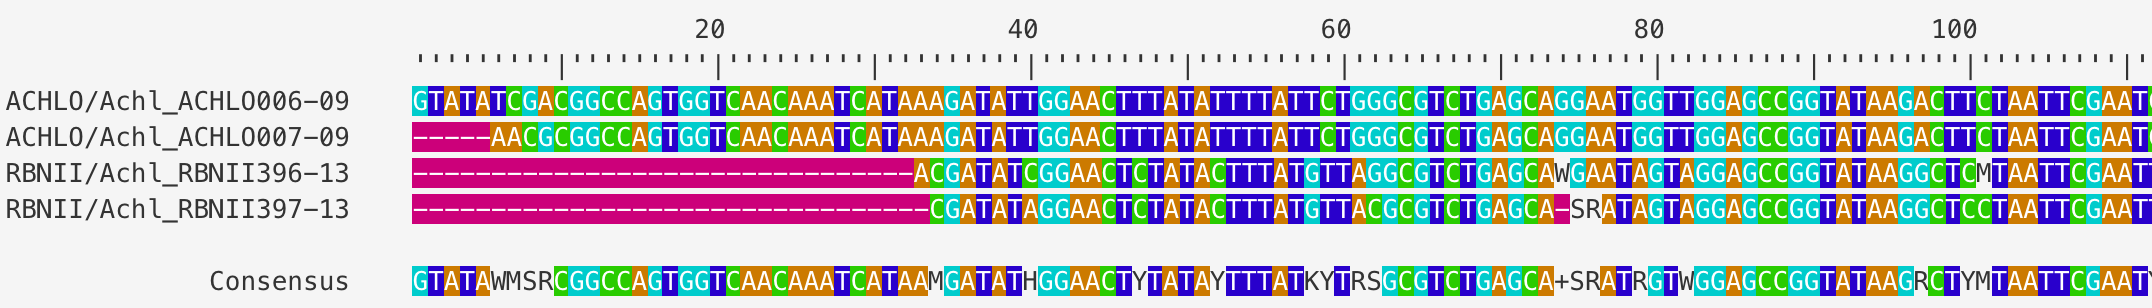 20 40 60 80 100
ACHLO/Achl_ACHLO006-09 GTATATCGACGGCCAGTGGTCAACAAATCATAAAGATATTGGAACTTTATATTTTATTCTGGGCGTCTGAGCAGGAATGGTTGGAGCCGGTATAAGACTTCTAATTCGAAT
ACHLO/Achl_ACHLO007-09 -----AACGCGGCCAGTGGTCAACAAATCATAAAGATATTGGAACTTTATATTTTATTCTGGGCGTCTGAGCAGGAATGGTTGGAGCCGGTATAAGACTTCTAATTCGAAT
RBNII/Achl_RBNII396-13 --------------------------------ACGATATCGGAACTCTATACTTTATGTTAGGCGTCTGAGCAWGAATAGTAGGAGCCGGTATAAGGCTCMTAATTCGAAT
RBNII/Achl_RBNII397-13 ---------------------------------CGATATAGGAACTCTATACTTTATGTTACGCGTCTGAGCA-SRATAGTAGGAGCCGGTATAAGGCTCCTAATTCGAAT
Consensus GTATAWMSRCGGCCAGTGGTCAACAAATCATAAMGATATHGGAACTYTATAYTTTATKYTRSGCGTCTGAGCA+SRATRGTWGGAGCCGGTATAAGRCTYMTAATTCGAAT